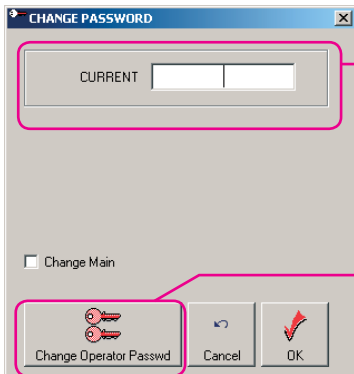 CHANGE PASSWORD
CURRENT
Change Main
Change Operator Passwd
Cancel
OK